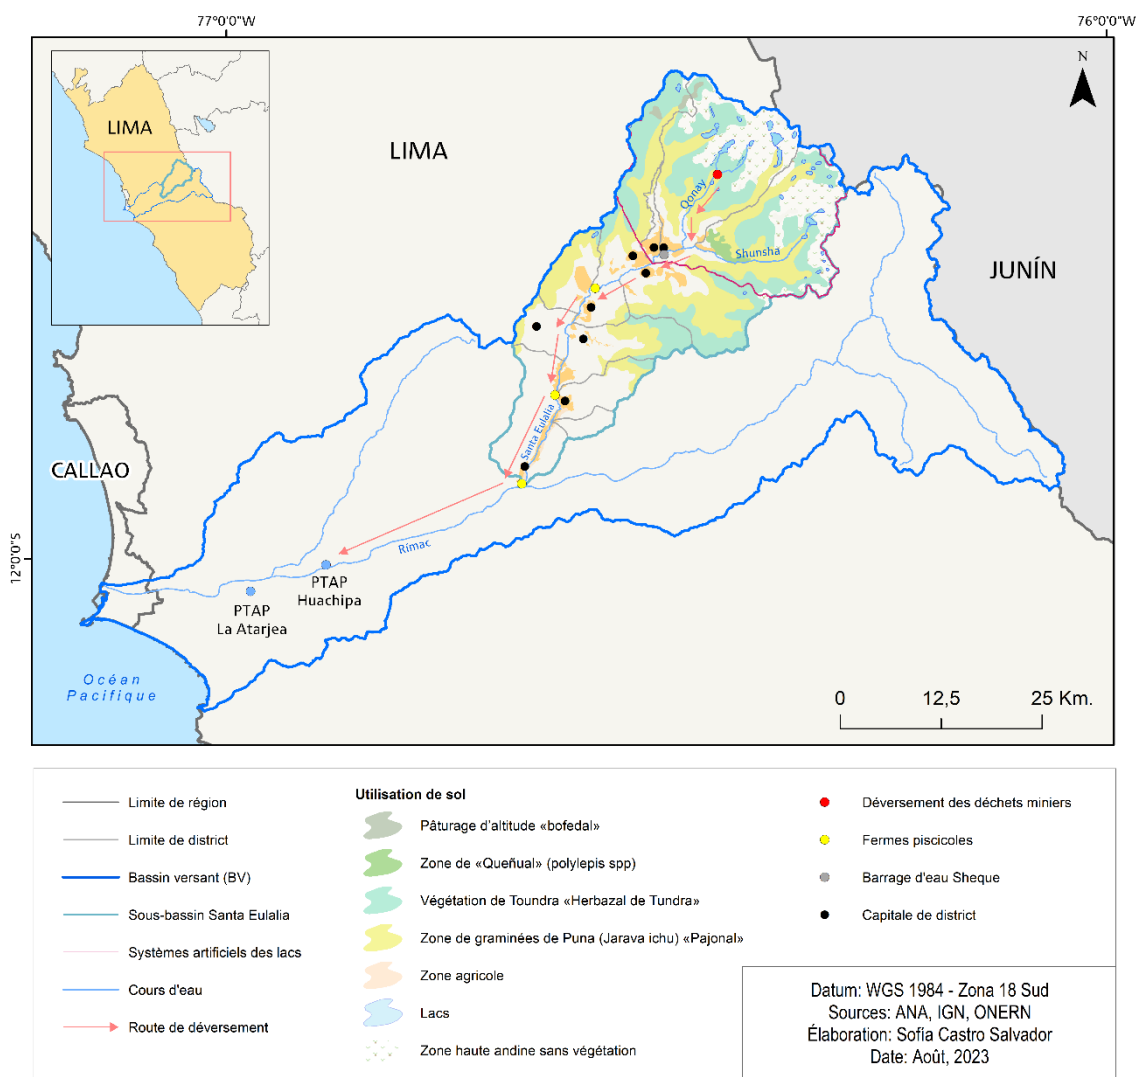 77°0'0"W
76°0'0"W
N
LIMA
LIMA
JUNÍN
CALLAO
Qonay
Shunsha
Santa Eulalia
Rímac
12°0'0"S
PTAP
Huachipa
PTAP
La Atarjea
Océan
Pacifique
0
12,5
25 Km.
Limite de région
Limite de district
Bassin versant (BV)
Sous-bassin Santa Eulalia
Systèmes artificiels des lacs
Cours d'eau
Route de déversement
Utilisation de sol
Pâturage d'altitude «bofedal»
Zone de «Queñual» (polylepis spp)
Végétation de Toundra «Herbazal de Tundra»
Zone de graminées de Puna (Jarava ichu) «Pajonal»
Zone agricole
Lacs
Zone haute andine sans végétation
Déversement des déchets miniers
Fermes piscicoles
Barrage d'eau Sheque
Capitale de district
Datum: WGS 1984 - Zona 18 Sud
Sources: ANA, IGN, ONERN
Élaboration: Sofía Castro Salvador
Date: Août, 2023